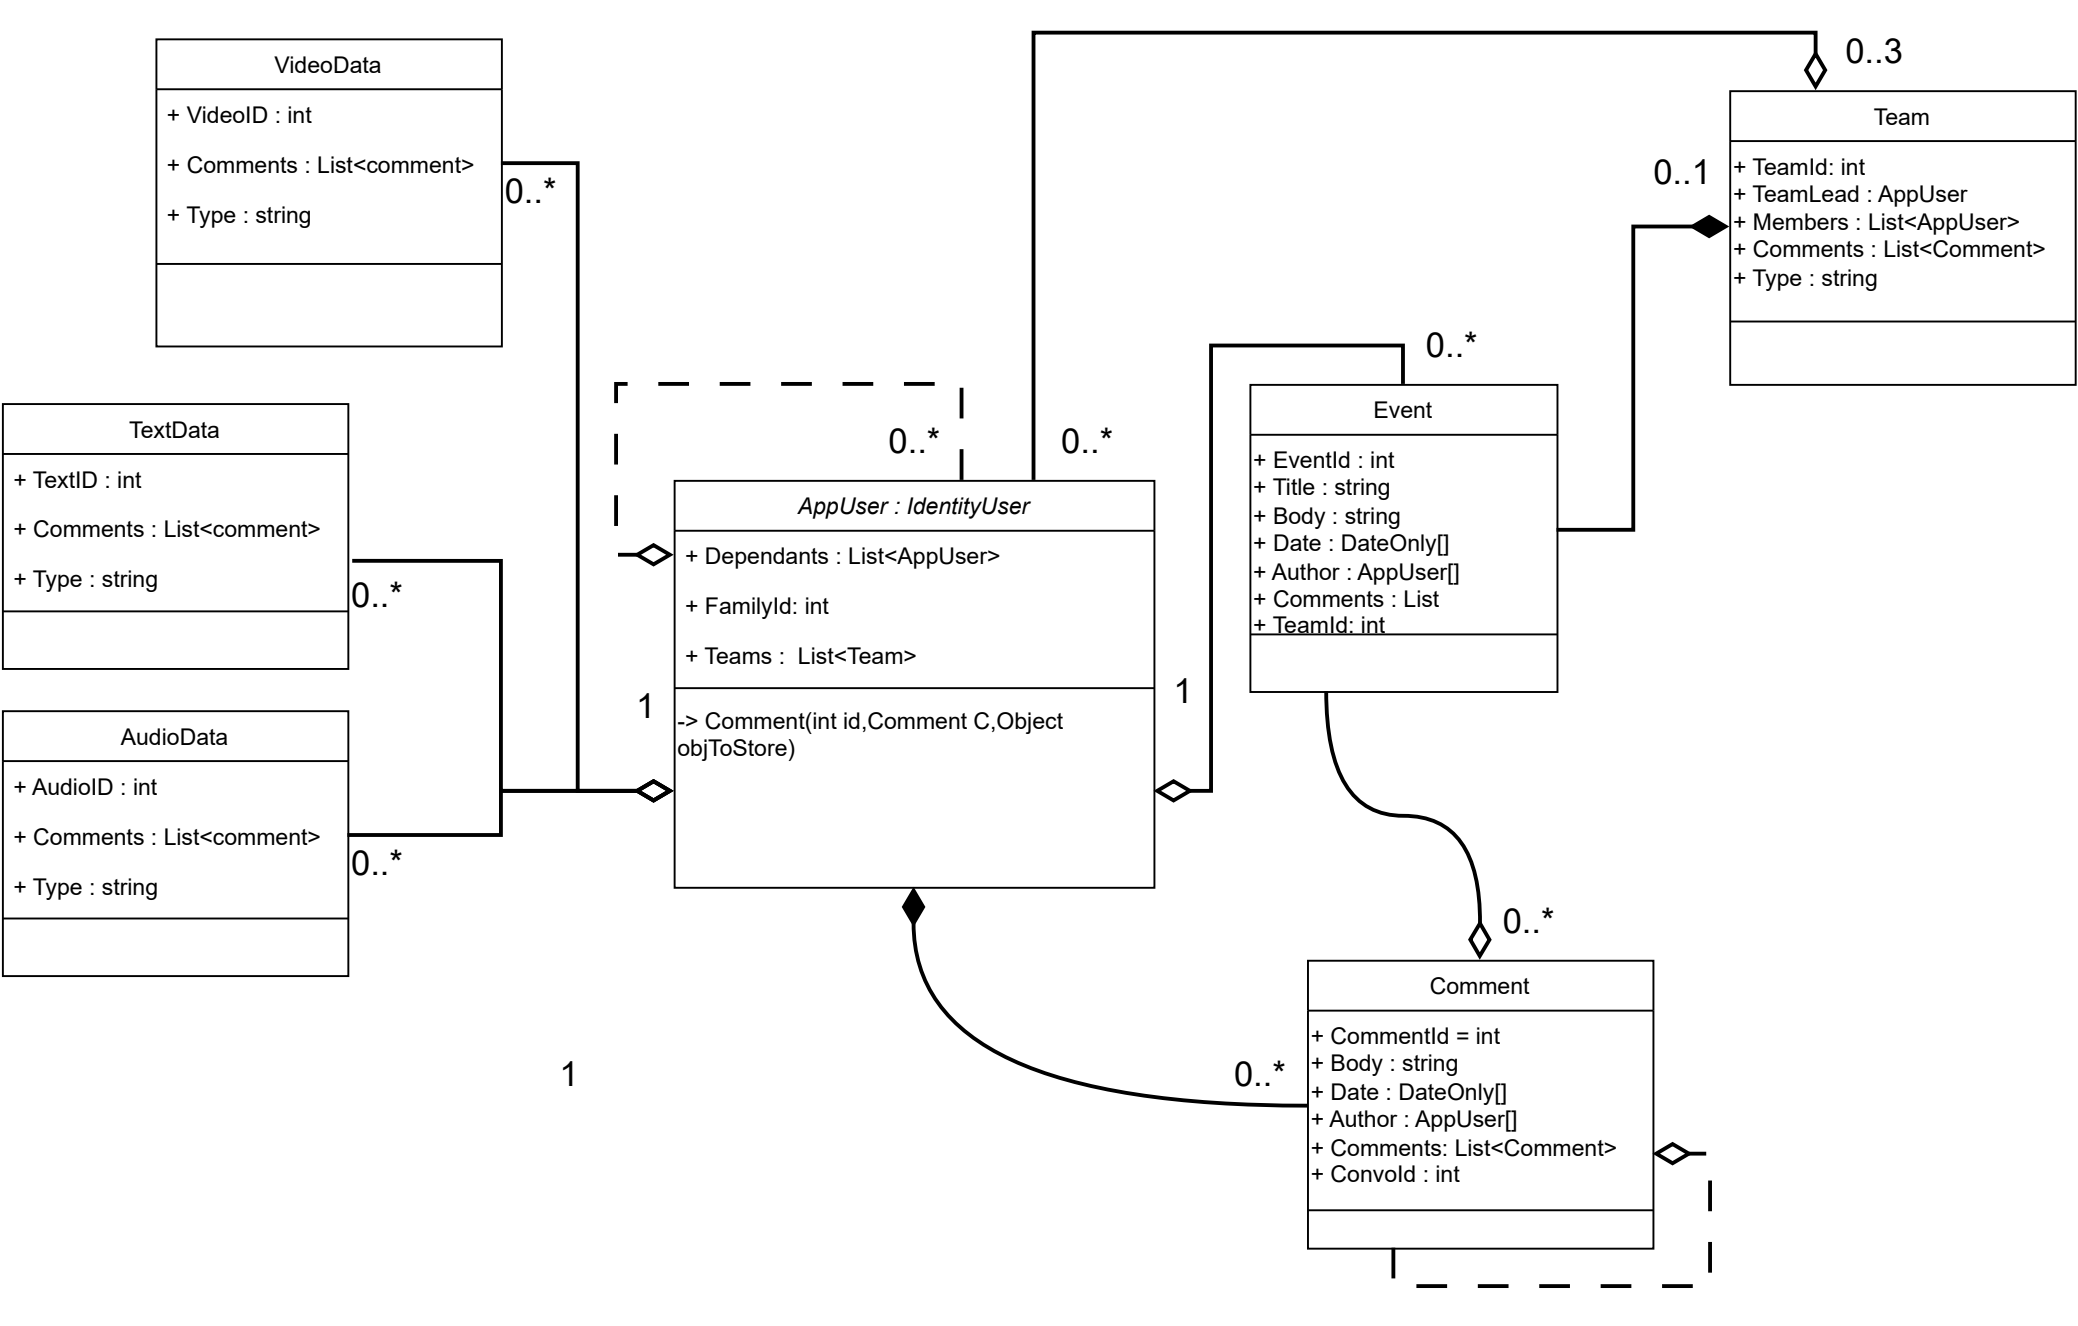 VideoData
+ VideoID : int
+ Comments : List<comment>
+ Type : string
0..*
TextData
+ TextID : int
+ Comments : List<comment>
+ Type : string
0..*
AudioData
+ AudioID : int
+ Comments : List<comment>
+ Type : string
0..*
1
0..*
0..*
AppUser : IdentityUser
+ Dependants : List<AppUser>
+ FamilyId: int
+ Teams :  List<Team>
-> Comment(int id,Comment C,Object
objToStore)
1
1
0..*
Event
+ EventId : int
+ Title : string
+ Body : string
+ Date : DateOnly[]
+ Author : AppUser[]
+ Comments : List
+ TeamId: int
0..3
0..1
Team
+ TeamId: int
+ TeamLead : AppUser
+ Members : List<AppUser>
+ Comments : List<Comment>
+ Type : string
0..*
0..*
Comment
+ CommentId = int
+ Body : string
+ Date : DateOnly[]
+ Author : AppUser[]
+ Comments: List<Comment>
+ ConvoId : int